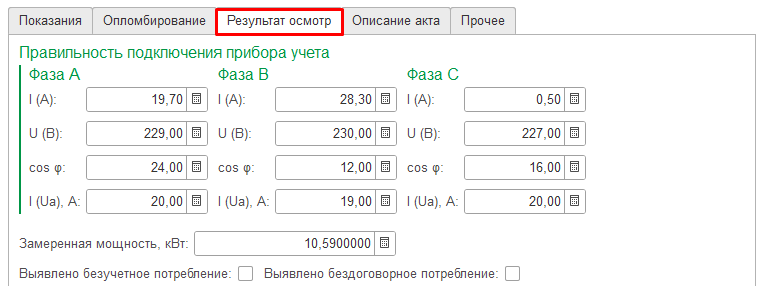 Показания Опломбирование Результат осмотр Описание акта Прочее
Правильность подключения прибора учета
Фаза А Фаза В Фаза С
I (А): 19,70 I (А): 28,30 I (А): 0,50
U (В): 229,00 U (В): 230,00 U (В): 227,00
cos φ: 24,00 cos φ: 12,00 cos φ: 16,00
I (Ua), А: 20,00 I (Ua), А: 19,00 I (Ua), А: 20,00
Замеренная мощность, кВт: 10,5900000
Выявлено безучетное потребление: Выявлено бездоговорное потребление: